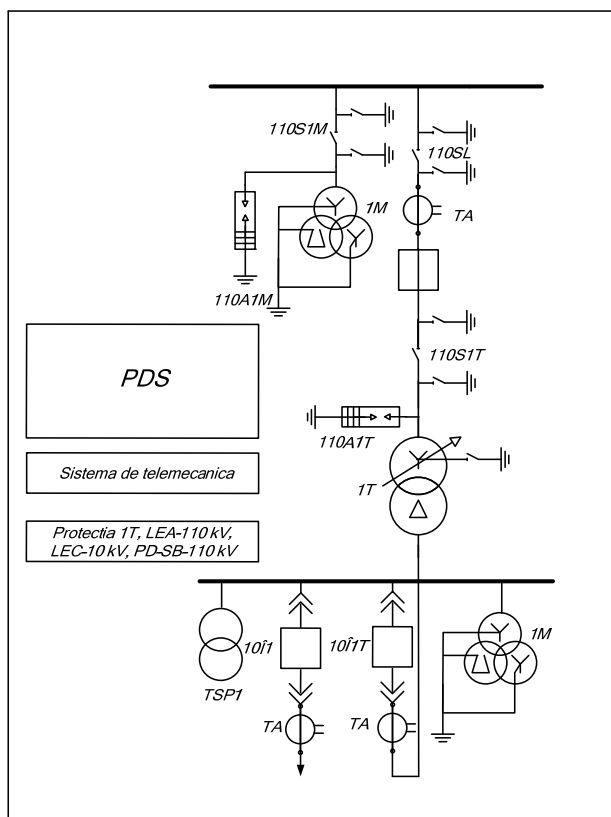 110S1M
110SL
1M
TA
110A1M
110S1T
PDS
110A1T
Sistema de telemecanica
1T
Protectia 1T, LEA-110 kV,
LEC-10 kV, PD-SB-110 kV
1M
10Î1
10Î1T
TSP1
TA
TA